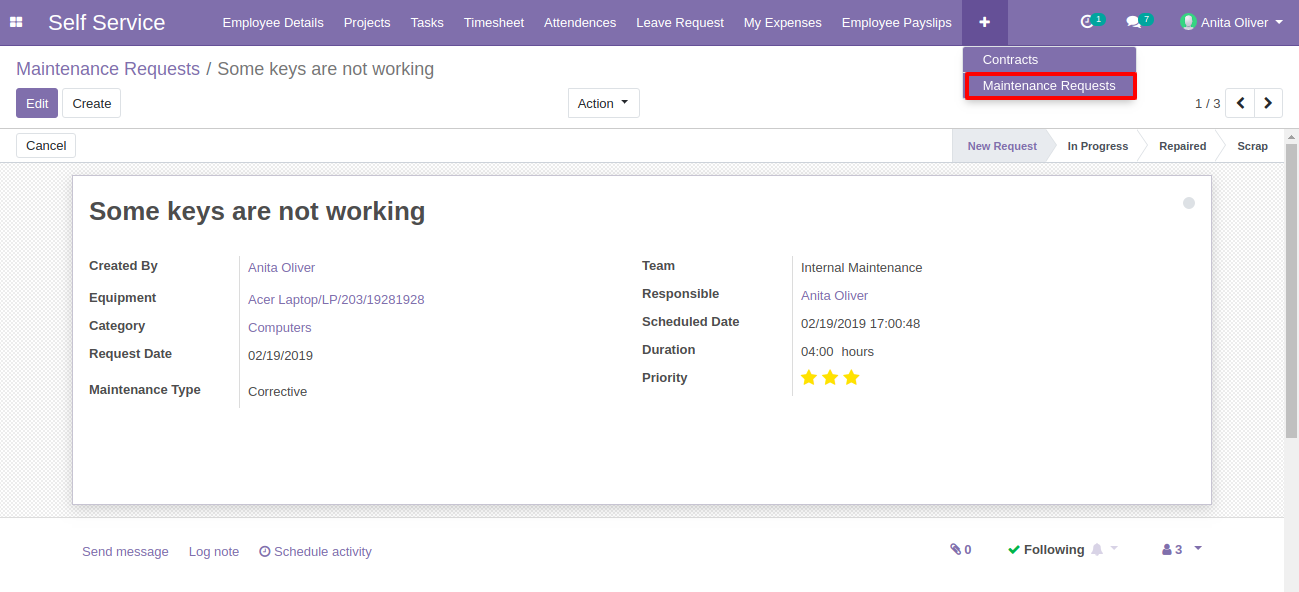 Self Service Employee Details Projects Tasks Timesheet Attendences Leave Request My Expenses Employee Payslips + 1 7 Anita Oliver
Contracts
Maintenance Requests
Maintenance Requests / Some keys are not working
Edit Create Action 1 / 3
Cancel New Request In Progress Repaired Scrap
Some keys are not working
Created By Anita Oliver
Equipment Acer Laptop/LP/203/19281928
Category Computers
Request Date 02/19/2019
Maintenance Type Corrective
Team Internal Maintenance
Responsible Anita Oliver
Scheduled Date 02/19/2019 17:00:48
Duration 04:00 hours
Priority
Send message Log note Schedule activity 0 Following 3